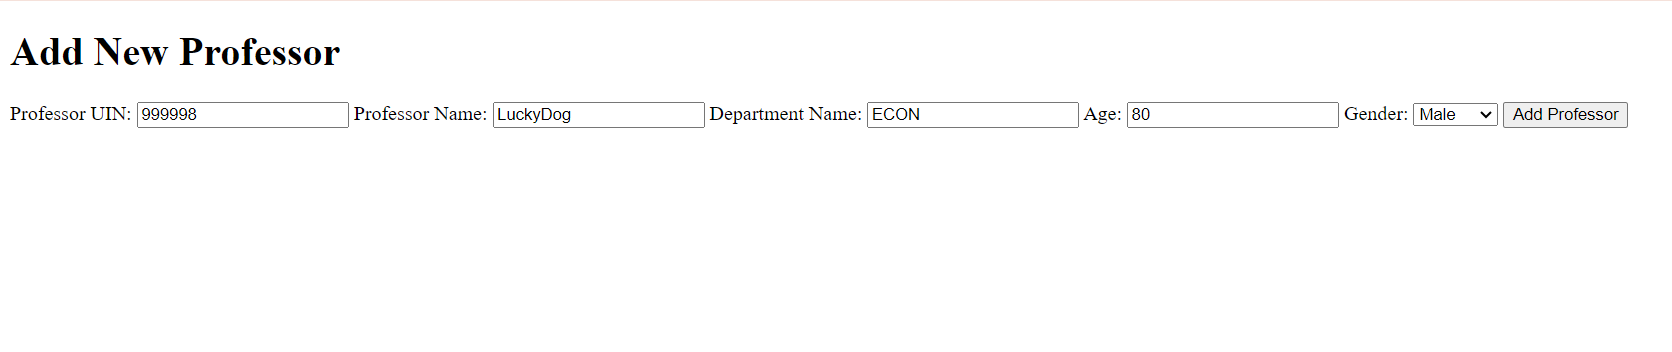 Add New Professor
Professor UIN: 999998 Professor Name: LuckyDog Department Name: ECON Age: 80 Gender: Male Add Professor